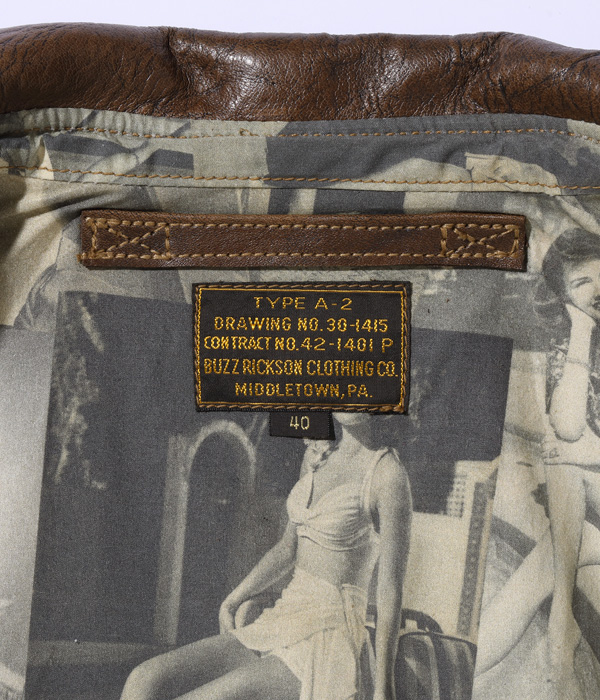 TYPE A-2
DRAWING NO. 30-1415
CONTRACT NO. 42-1401 P
BUZZ RICKSON CLOTHING CO.
MIDDLETOWN, PA.
40